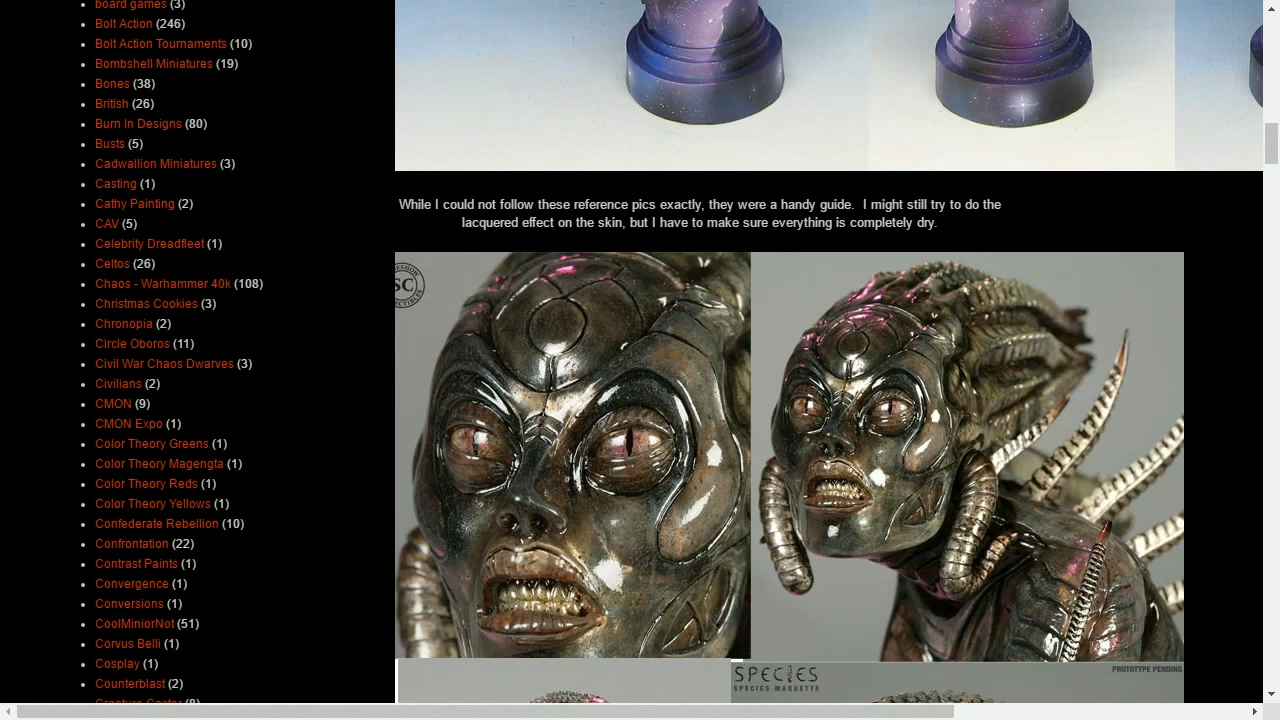 board games (3)
Bolt Action (246)
Bolt Action Tournaments (10)
Bombshell Miniatures (19)
Bones (38)
British (26)
Burn In Designs (80)
Busts (5)
Cadwallion Miniatures (3)
Casting (1)
Cathy Painting (2)
CAV (5)
Celebrity Dreadfleet (1)
Celtos (26)
Chaos - Warhammer 40k (108)
Christmas Cookies (3)
Chronopia (2)
Circle Oboros (11)
Civil War Chaos Dwarves (3)
Civilians (2)
CMON (9)
CMON Expo (1)
Color Theory Greens (1)
Color Theory Magengta (1)
Color Theory Reds (1)
Color Theory Yellows (1)
Confederate Rebellion (10)
Confrontation (22)
Contrast Paints (1)
Convergence (1)
Conversions (1)
CoolMiniorNot (51)
Corvus Belli (1)
Cosplay (1)
Counterblast (2)
While I could not follow these reference pics exactly, they were a handy guide.  I might still try to do the
lacquered effect on the skin, but I have to make sure everything is completely dry.
SC
SPECIES
SPECIES MAQUETTE
PROTOTYPE PENDING